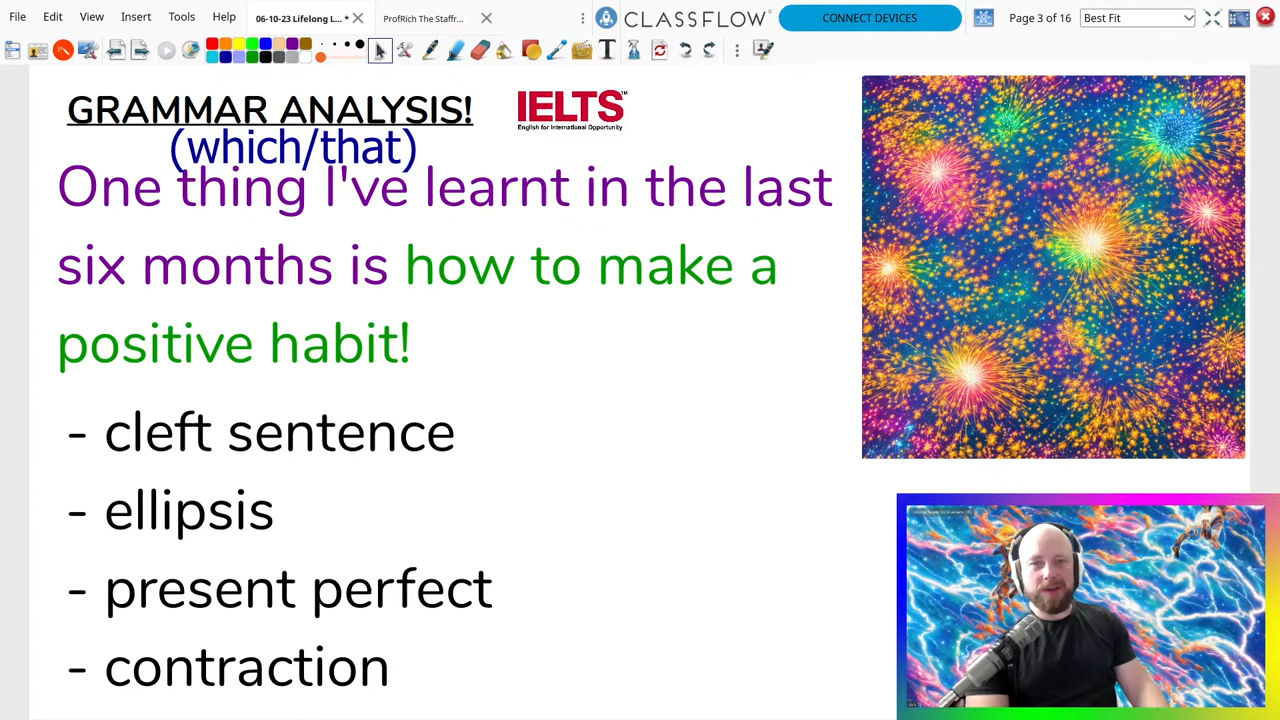 File Edit View Insert Tools Help
06-10-23 Lifelong L... *
ProfRich The Staffr...
CLASSFLOW
CONNECT DEVICES
Page 3 of 16
Best Fit
GRAMMAR ANALYSIS!
IELTS™
English for International Opportunity
(which/that)
One thing I've learnt in the last
six months is how to make a
positive habit!
- cleft sentence
- ellipsis
- present perfect
- contraction